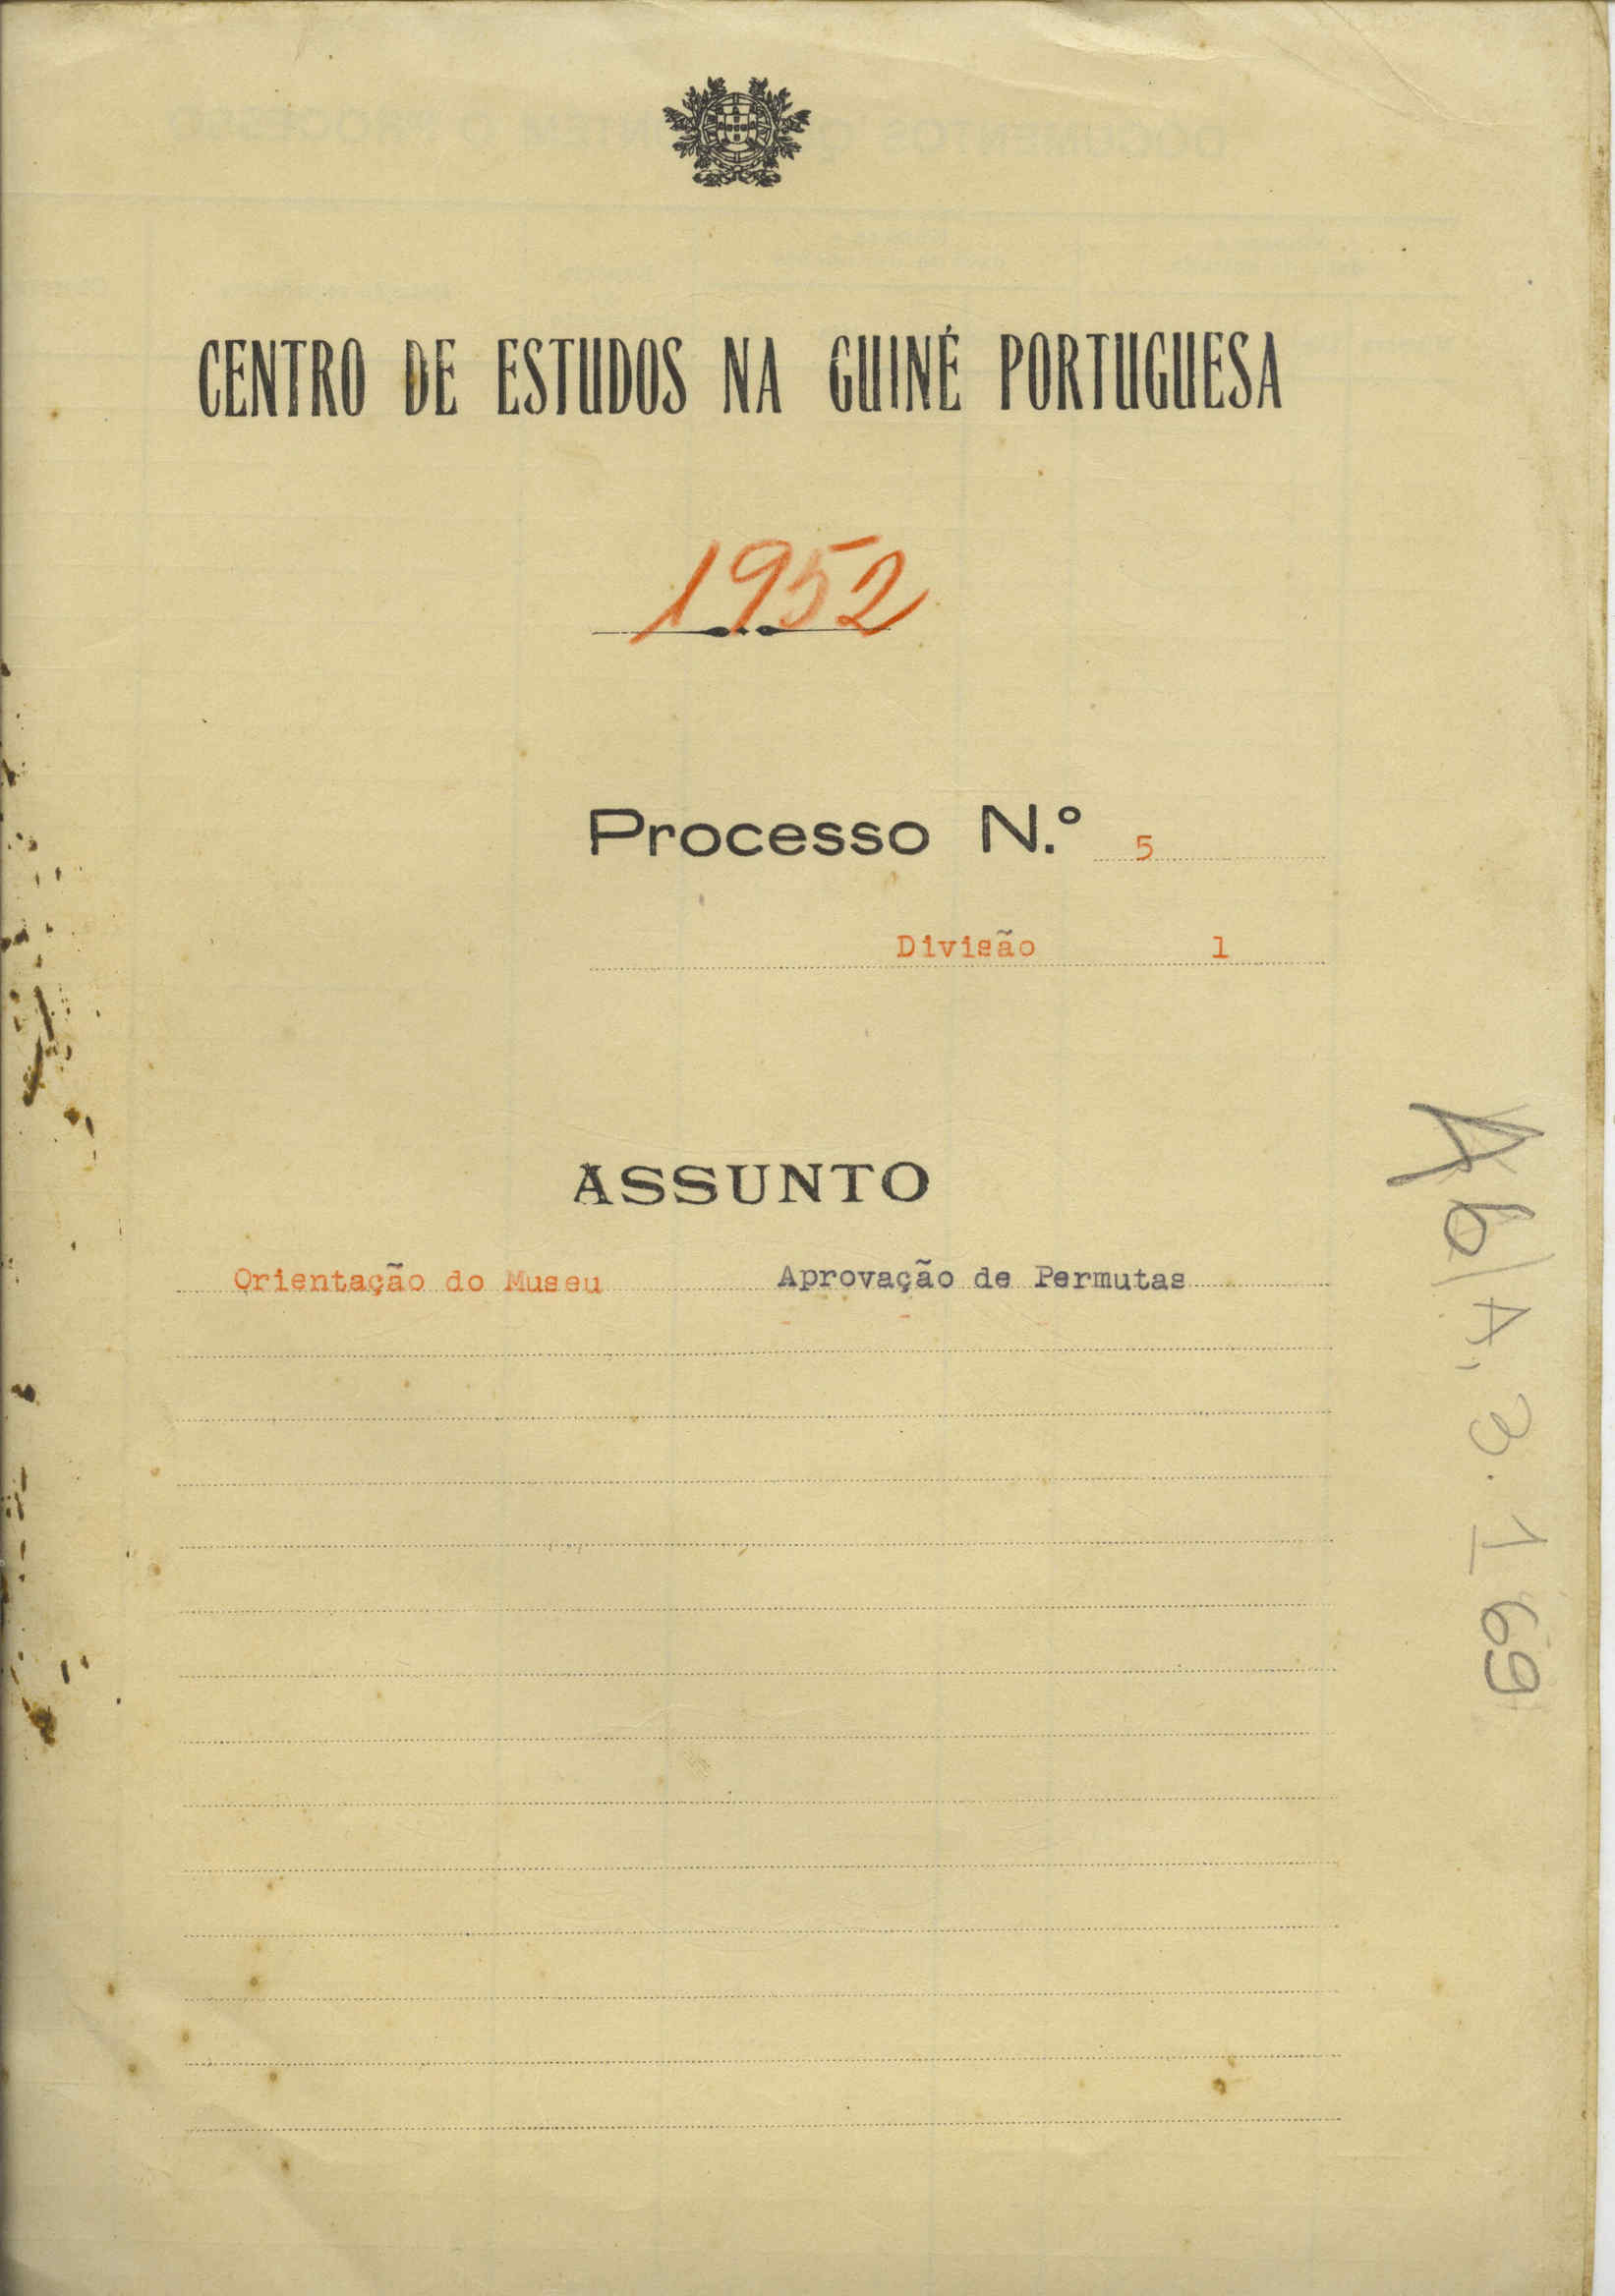 CENTRO DE ESTUDOS NA GUINÉ PORTUGUESA
1952
Processo N.º 5
Divisão 1
ASSUNTO
Orientação do Museu Aprovação de Permutas
A6/A,3.1 69